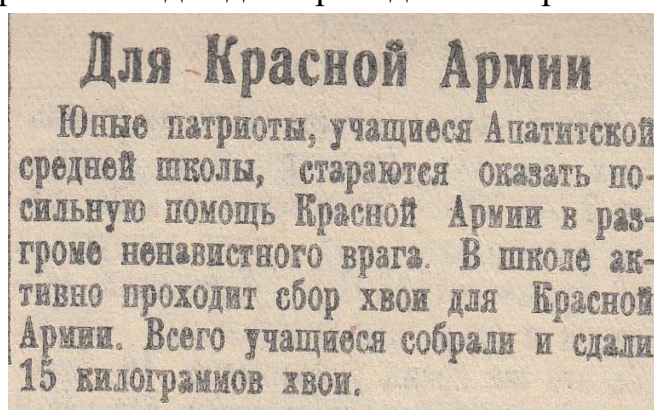 Для Красной Армии
Юные патриоты, учащиеся Апатитской
средней школы, стараются оказать по-
сильную помощь Красной Армии в раз-
громе ненавистного врага. В школе ак-
тивно проходит сбор хвои для Красной
Армии. Всего учащиеся собрали и сдали
15 килограммов хвои.